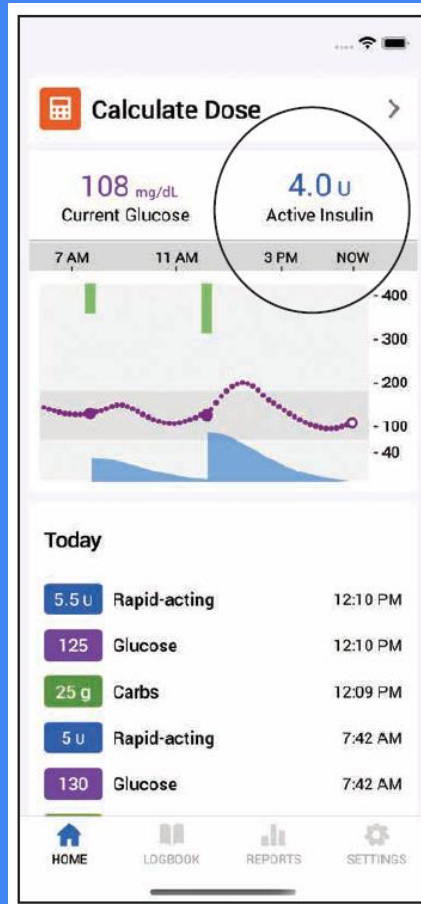 Calculate Dose
108 mg/dL
Current Glucose
4.0 U
Active Insulin
7 AM 11 AM 3 PM NOW
400
300
200
100
40
Today
5.5 U Rapid-acting 12:10 PM
125 Glucose 12:10 PM
25 g Carbs 12:09 PM
5 U Rapid-acting 7:42 AM
130 Glucose 7:42 AM
HOME LOGBOOK REPORTS SETTINGS